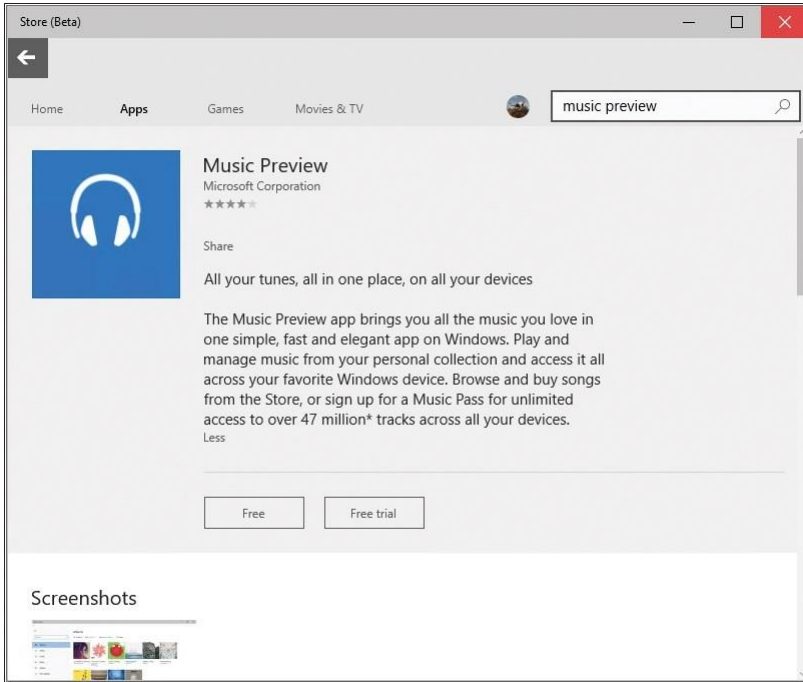 Store (Beta)
Home Apps Games Movies & TV music preview
Music Preview
Microsoft Corporation
Share
All your tunes, all in one place, on all your devices
The Music Preview app brings you all the music you love in
one simple, fast and elegant app on Windows. Play and
manage music from your personal collection and access it all
across your favorite Windows device. Browse and buy songs
from the Store, or sign up for a Music Pass for unlimited
access to over 47 million* tracks across all your devices.
Less
Free Free trial
Screenshots